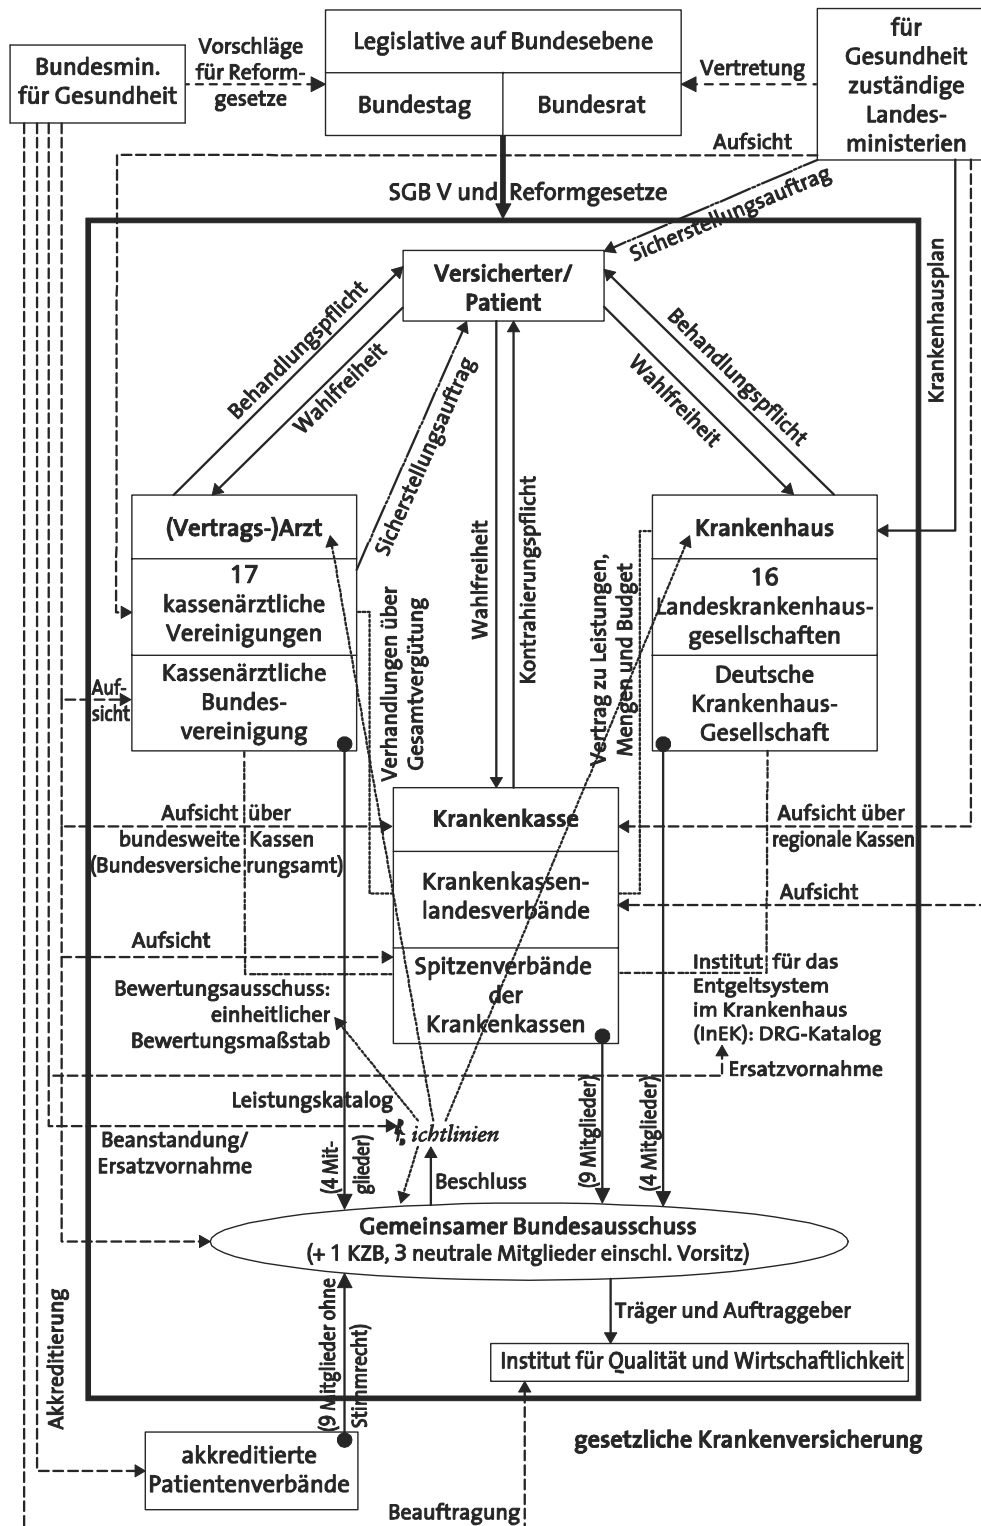 Bundesmin.
für Gesundheit
Vorschläge
für Reform-
gesetze
Legislative auf Bundesebene
Bundestag
Bundesrat
Vertretung
für
Gesundheit
zuständige
Landes-
ministerien
Aufsicht
SGB V und Reformgesetze
Sicherstellungsauftrag
Krankenhausplan
Versicherter/
Patient
Behandlungspflicht
Wahlfreiheit
Sicherstellungsauftrag
Wahlfreiheit
Kontrahierungspflicht
Wahlfreiheit
Behandlungspflicht
(Vertrags-)Arzt
17
kassenärztliche
Vereinigungen
Kassenärztliche
Bundes-
vereinigung
Auf-
sicht
Verhandlungen über
Gesamtvergütung
Vertrag zu Leistungen,
Mengen und Budget
Krankenhaus
16
Landeskrankenhaus-
gesellschaften
Deutsche
Krankenhaus-
Gesellschaft
Aufsicht über
bundesweite Kassen
(Bundesversicherungsamt)
Krankenkasse
Krankenkassen-
landesverbände
Spitzenverbände
der
Krankenkassen
Aufsicht über
regionale Kassen
Aufsicht
Aufsicht
Bewertungsausschuss:
einheitlicher
Bewertungsmaßstab
Institut für das
Entgeltsystem
im Krankenhaus
(InEK): DRG-Katalog
Ersatzvornahme
Leistungskatalog
Richtlinien
Beanstandung/
Ersatzvornahme
(4 Mit-
glieder)
Beschluss
(9 Mitglieder)
(4 Mitglieder)
Gemeinsamer Bundesausschuss
(+ 1 KZB, 3 neutrale Mitglieder einschl. Vorsitz)
Akkreditierung
(9 Mitglieder ohne
Stimmrecht)
Träger und Auftraggeber
Institut für Qualität und Wirtschaftlichkeit
gesetzliche Krankenversicherung
akkreditierte
Patientenverbände
Beauftragung